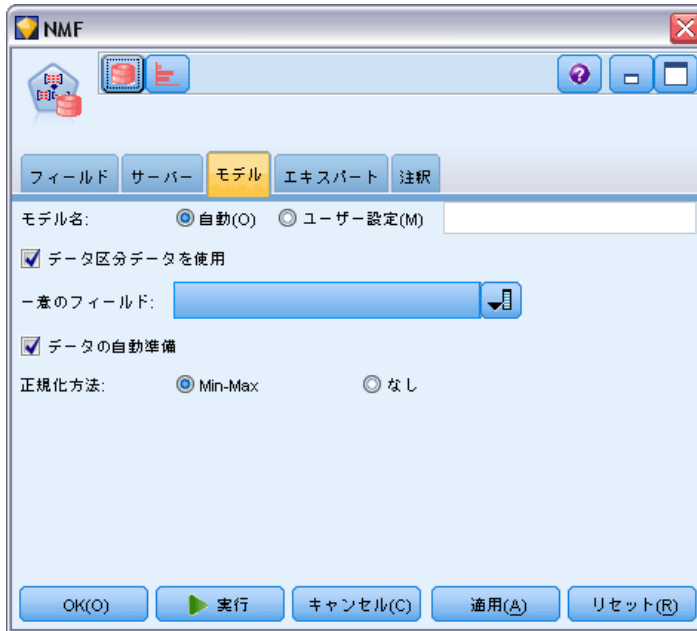 NMF
フィールド サーバー モデル エキスパート 注釈
モデル名: 自動(O) ユーザー設定(M)
データ区分データを使用
一意のフィールド:
データの自動準備
正規化方法: Min-Max なし
OK(O) 実行 キャンセル(C) 適用(A) リセット(R)